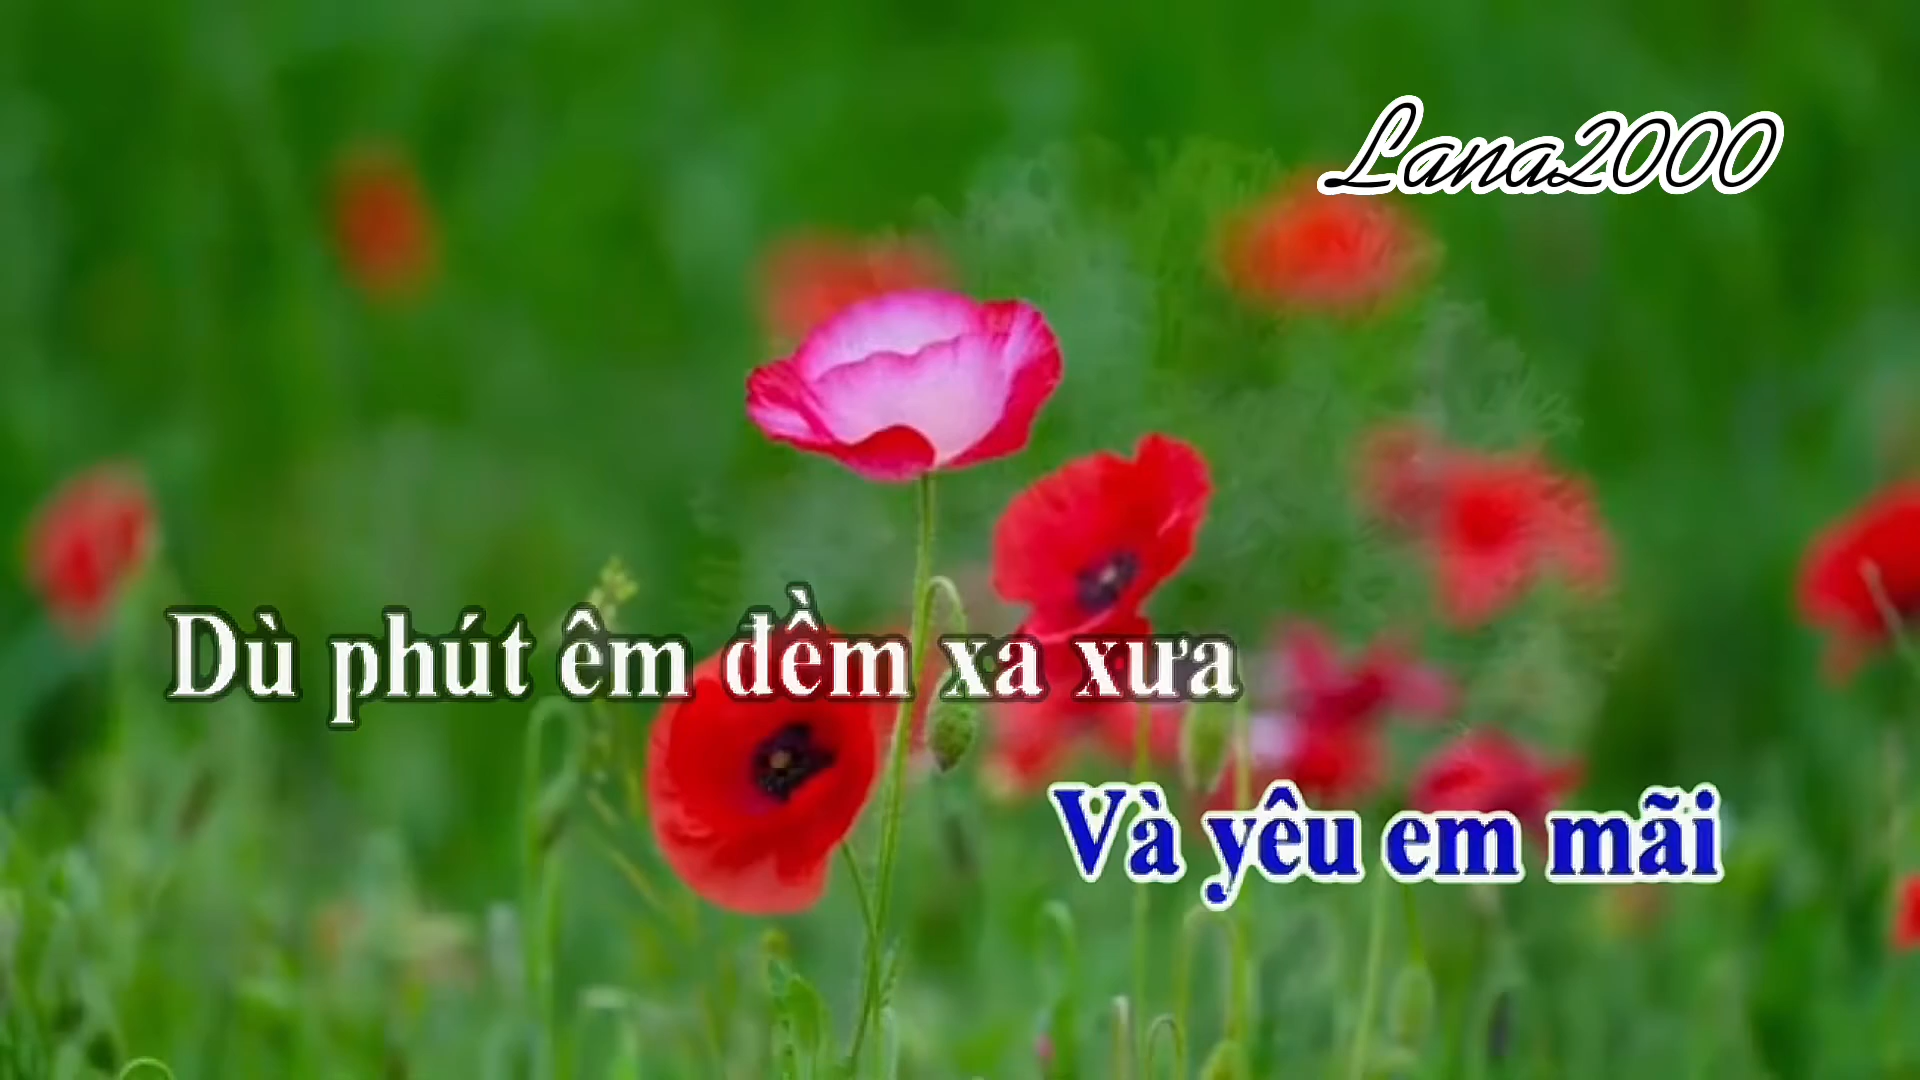 Lana2000
Dù phút êm đềm xa xưa
Và yêu em mãi